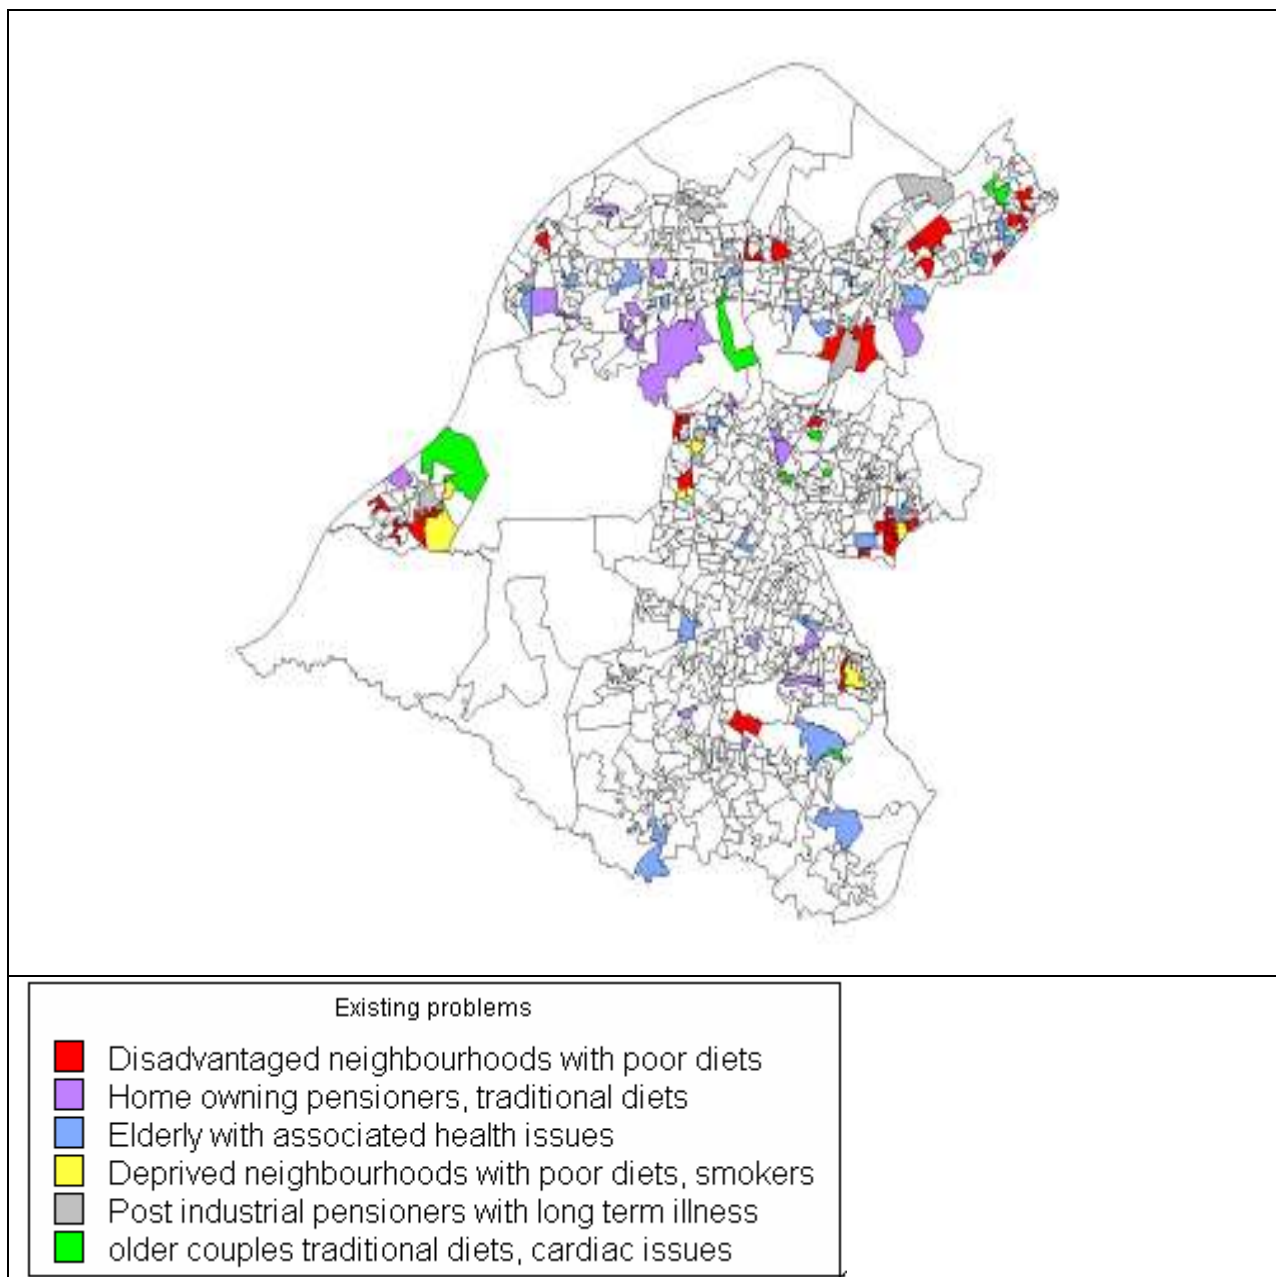 Existing problems
Disadvantaged neighbourhoods with poor diets
Home owning pensioners, traditional diets
Elderly with associated health issues
Deprived neighbourhoods with poor diets, smokers
Post industrial pensioners with long term illness
older couples traditional diets, cardiac issues